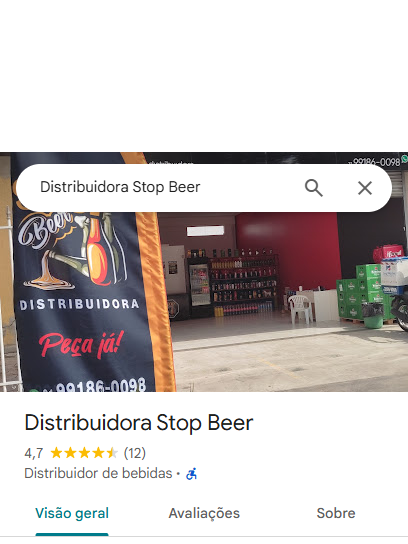 distribuidora
99186-0098
Distribuidora Stop Beer
Beer
DISTRIBUIDORA
Peça já!
99186-0098
Distribuidora Stop Beer
4,7 (12)
Distribuidor de bebidas ·
Visão geral Avaliações Sobre